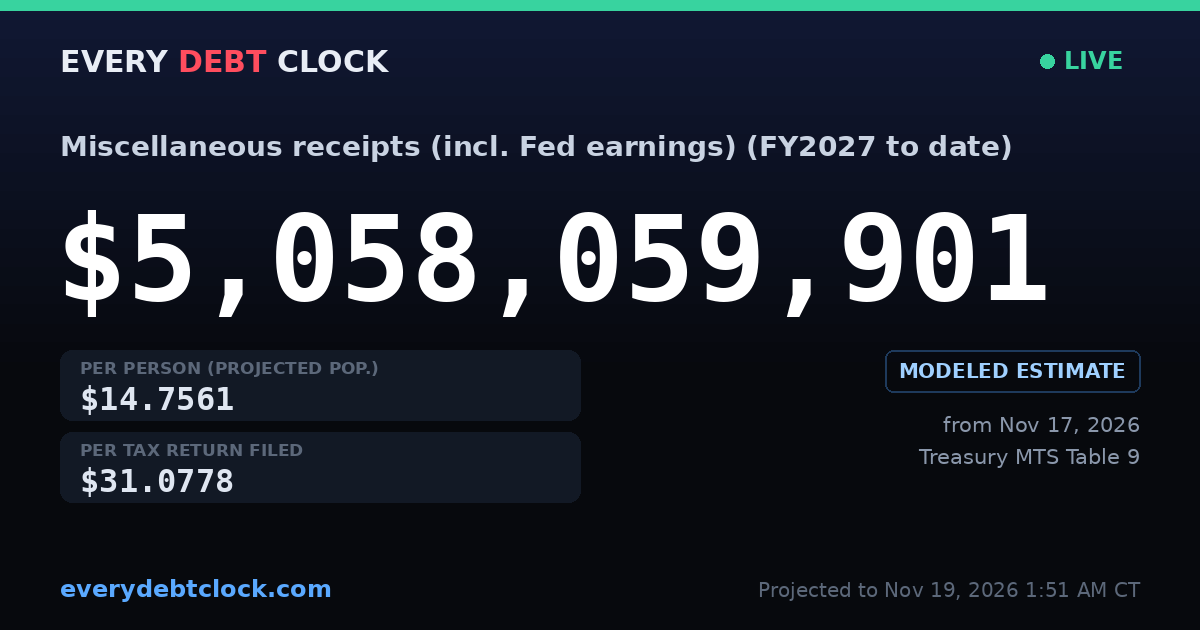 EVERY DEBT CLOCK
LIVE
Miscellaneous receipts (incl. Fed earnings) (FY2027 to date)
$5,058,059,901
PER PERSON (PROJECTED POP.)
$14.7561
PER TAX RETURN FILED
$31.0778
MODELED ESTIMATE
from Nov 17, 2026
Treasury MTS Table 9
everydebtclock.com
Projected to Nov 19, 2026 1:51 AM CT